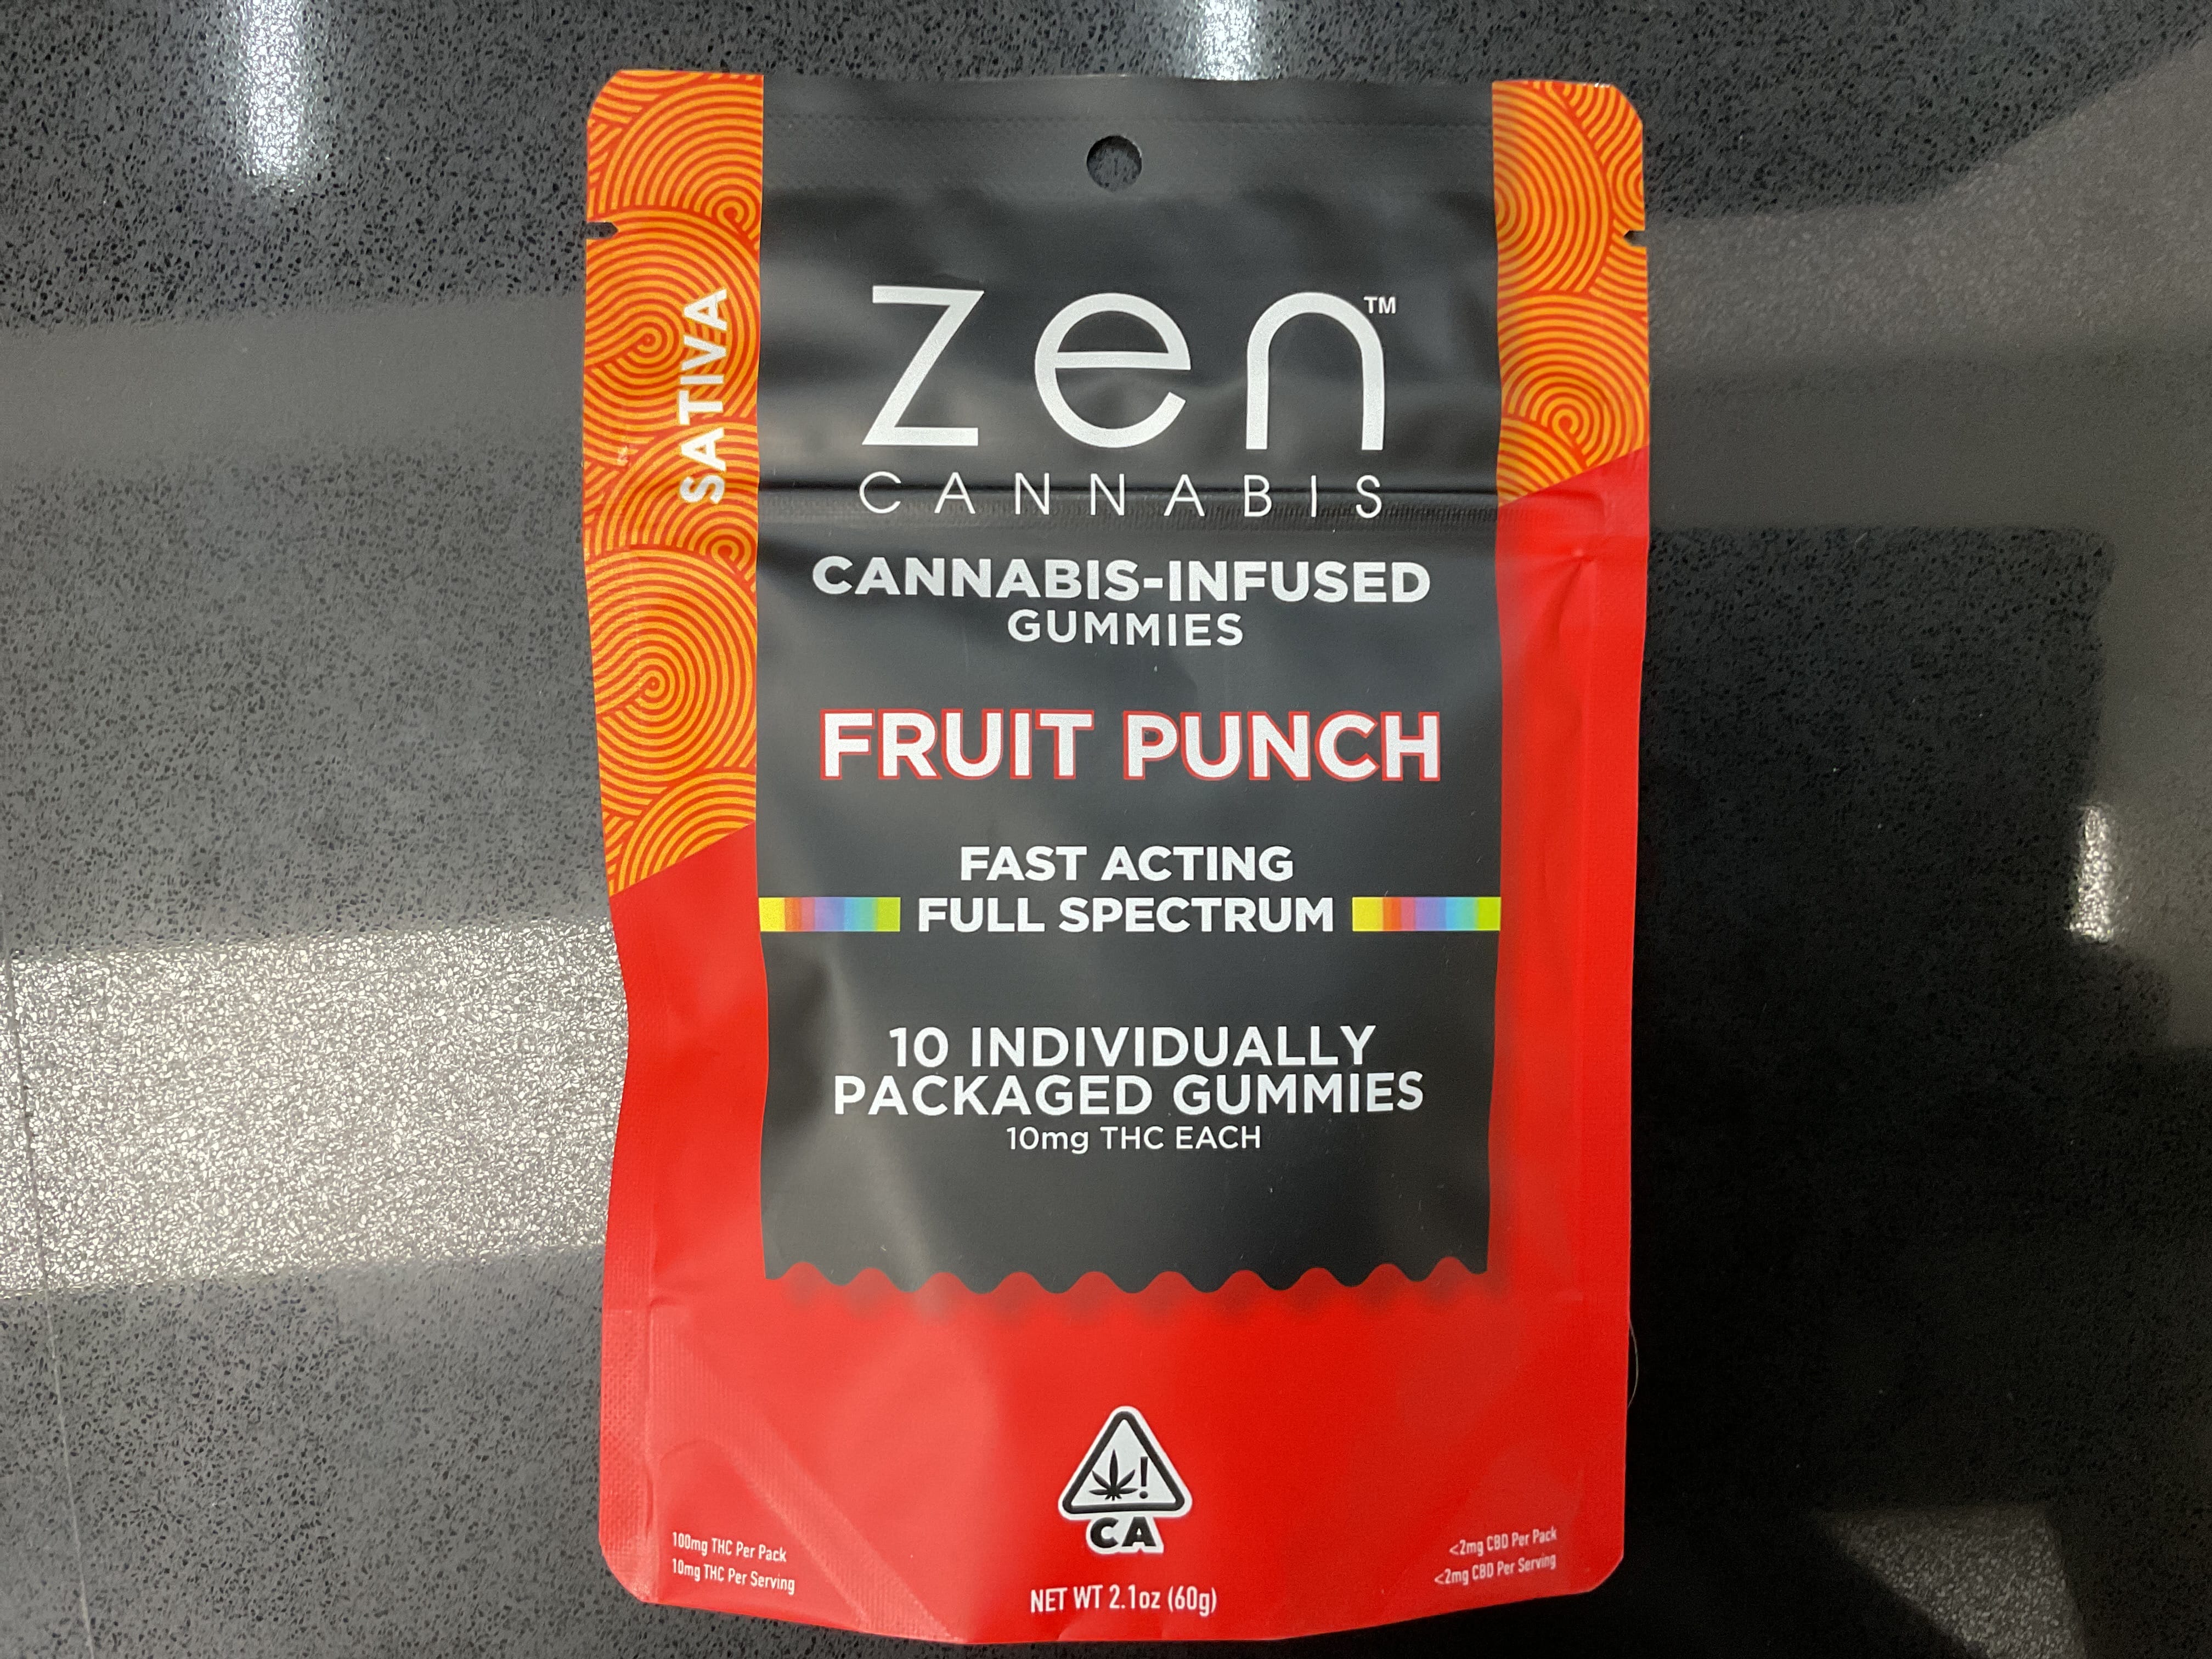 SATIVA
zen™
CANNABIS
CANNABIS-INFUSED
GUMMIES
FRUIT PUNCH
FAST ACTING
FULL SPECTRUM
10 INDIVIDUALLY
PACKAGED GUMMIES
10mg THC EACH
!
CA
100mg THC Per Pack
10mg THC Per Serving
<2mg CBD Per Pack
<2mg CBD Per Serving
NET WT 2.1oz (60g)